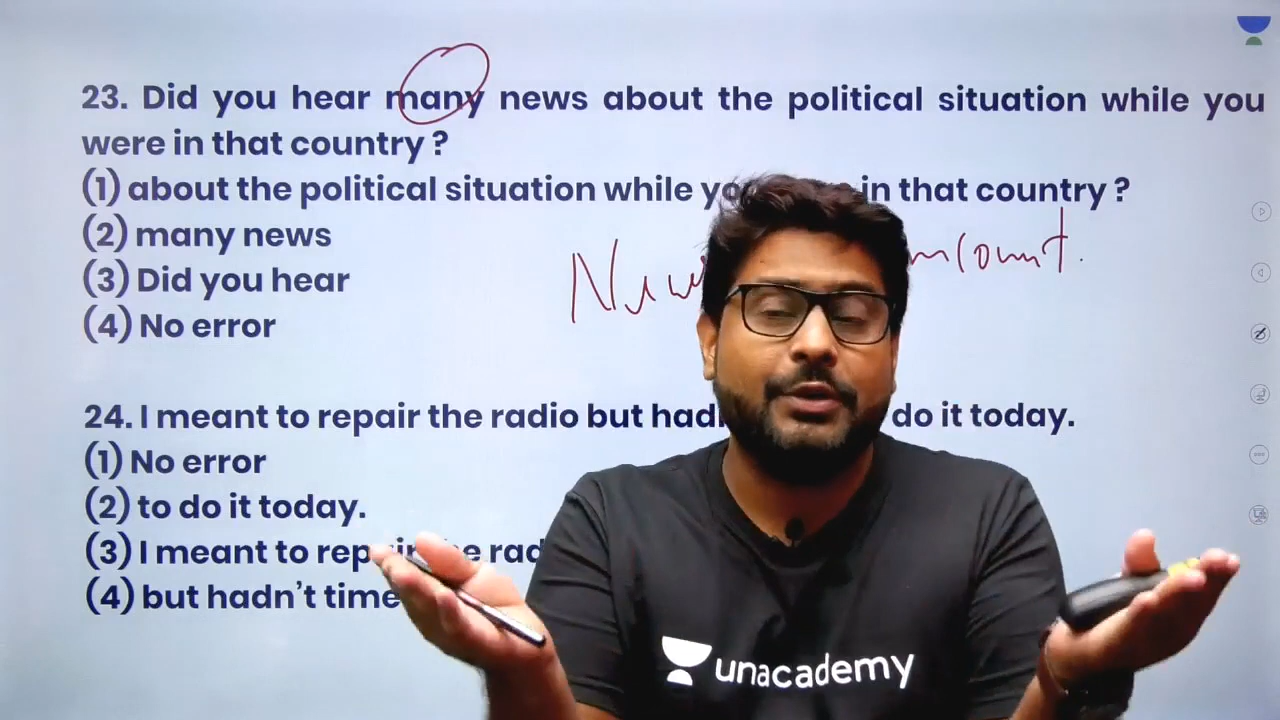 23. Did you hear many news about the political situation while you
were in that country ?
(1) about the political situation while in that country ?
(2) many news
(3) Did you hear
(4) No error
24. I meant to repair the radio but do it today.
(1) No error
(2) to do it today.
(3) I meant to repair the
(4) but hadn't time
unacademy